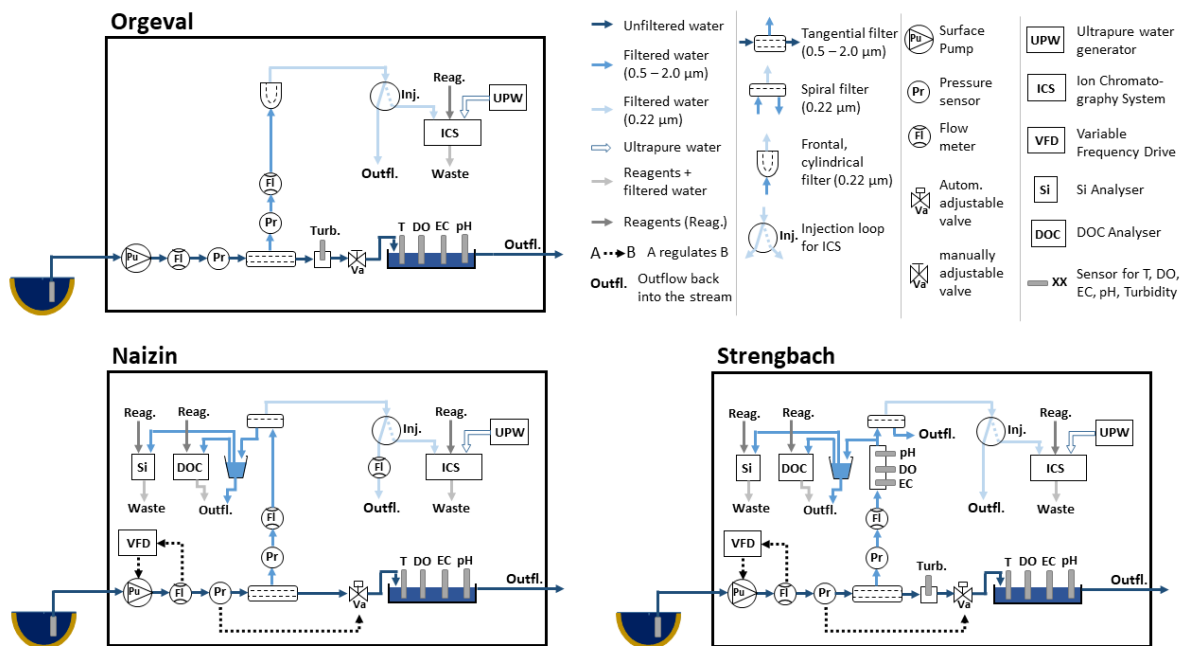 Orgeval
Reag.
Inj.
UPW
ICS
Outfl.
Waste
Fl
Pr
Turb.
T DO EC pH
Outfl.
Pu
Fl
Pr
Va
Unfiltered water
Filtered water
(0.5 – 2.0 µm)
Filtered water
(0.22 µm)
Ultrapure water
Reagents +
filtered water
Reagents (Reag.)
A B A regulates B
Outfl. Outflow back
into the stream
Tangential filter
(0.5 – 2.0 µm)
Spiral filter
(0.22 µm)
Frontal,
cylindrical
filter (0.22 µm)
Inj. Injection loop
for ICS
Pu Surface
Pump
Pr Pressure
sensor
Fl Flow
meter
Va Autom.
adjustable
valve
Va manually
adjustable
valve
UPW Ultrapure water
generator
ICS Ion Chromato-
graphy System
VFD Variable
Frequency Drive
Si Si Analyser
DOC DOC Analyser
XX Sensor for T, DO,
EC, pH, Turbidity
Naizin
Reag. Reag.
Reag.
Inj.
UPW
Si DOC
Fl
ICS
Waste
Outfl.
Outfl.
Waste
Fl
VFD
Pr
T DO EC pH
Outfl.
Pu
Fl
Pr
Va
Strengbach
Reag. Reag.
Reag.
Inj.
UPW
Outfl.
pH
DO
EC
Si DOC
ICS
Waste
Outfl.
Outfl.
Waste
Fl
VFD
Pr
Turb.
T DO EC pH
Outfl.
Pu
Fl
Pr
Va